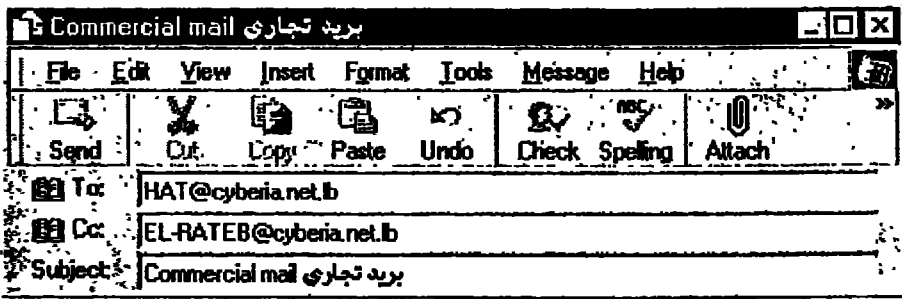 Commercial mail بريد تجاري
File Edit View Insert Format Tools Message Help
Send Cut Copy Paste Undo Check Spelling Attach »
To: HAT@cyberia.net.lb
Cc: EL-RATEB@cyberia.net.lb
Subject: Commercial mail بريد تجاري